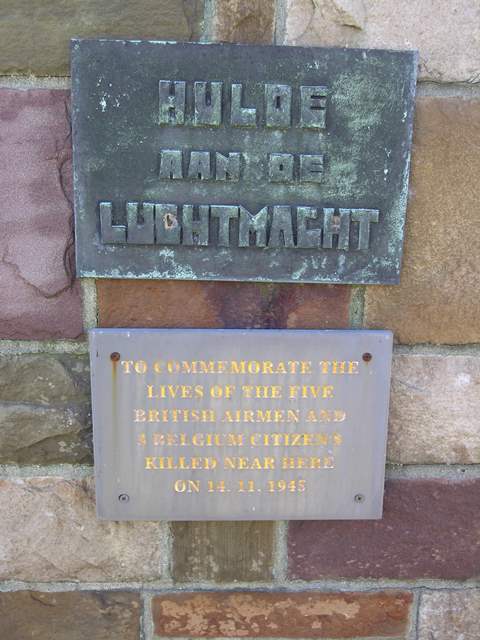 HULDE
AAN DE
LUCHTMACHT
TO COMMEMORATE THE
LIVES OF THE FIVE
BRITISH AIRMEN AND
3 BELGIUM CITIZENS
KILLED NEAR HERE
ON 14. 11. 1945